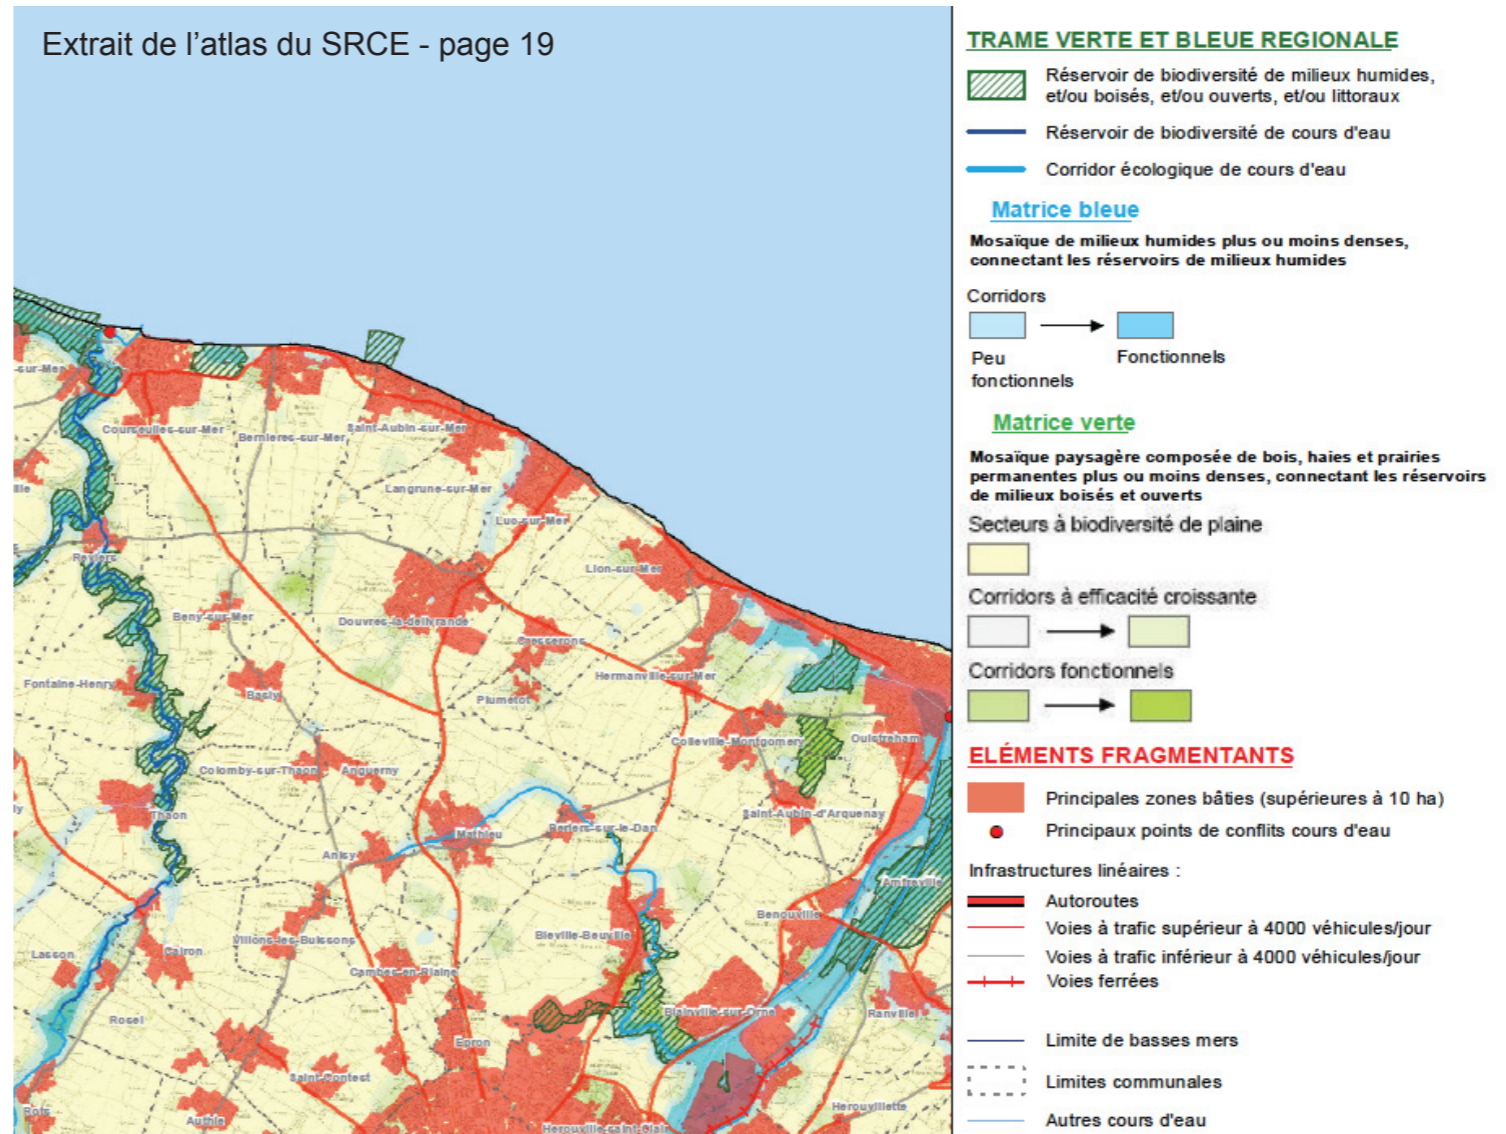 Extrait de l’atlas du SRCE - page 19
TRAME VERTE ET BLEUE REGIONALE
Réservoir de biodiversité de milieux humides,
et/ou boisés, et/ou ouverts, et/ou littoraux
Réservoir de biodiversité de cours d'eau
Corridor écologique de cours d'eau
Matrice bleue
Mosaïque de milieux humides plus ou moins denses,
connectant les réservoirs de milieux humides
Corridors
Peu
fonctionnels
Fonctionnels
Matrice verte
Mosaïque paysagère composée de bois, haies et prairies
permanentes plus ou moins denses, connectant les réservoirs
de milieux boisés et ouverts
Secteurs à biodiversité de plaine
Corridors à efficacité croissante
Corridors fonctionnels
ELÉMENTS FRAGMENTANTS
Principales zones bâties (supérieures à 10 ha)
Principaux points de conflits cours d'eau
Infrastructures linéaires :
Autoroutes
Voies à trafic supérieur à 4000 véhicules/jour
Voies à trafic inférieur à 4000 véhicules/jour
Voies ferrées
Limite de basses mers
Limites communales
Autres cours d'eau
-sur-Mer
Courseulles-sur-Mer
Bernieres-sur-Mer
Saint-Aubin-sur-Mer
Langrune-sur-Mer
Luc-sur-Mer
Lion-sur-Mer
Reviers
Beny-sur-Mer
Douvres-la-delivrande
Cresserons
Hermanville-sur-Mer
Fontaine-Henry
Basly
Plumetot
Colleville-Montgomery
Ouistreham
Colomby-sur-Thaon
Anguerny
Thaon
Mathieu
Periers-sur-le-Dan
Saint-Aubin-d'Arquenay
Anisy
Amfreville
Benouville
Bieville-Beuville
Villons-les-Buissons
Lasson
Cairon
Cambes-en-Plaine
Rosel
Blainville-sur-Orne
Ranville
Epron
Saint-Contest
Rots
Authie
Herouvillette
Herouville-saint-Clair